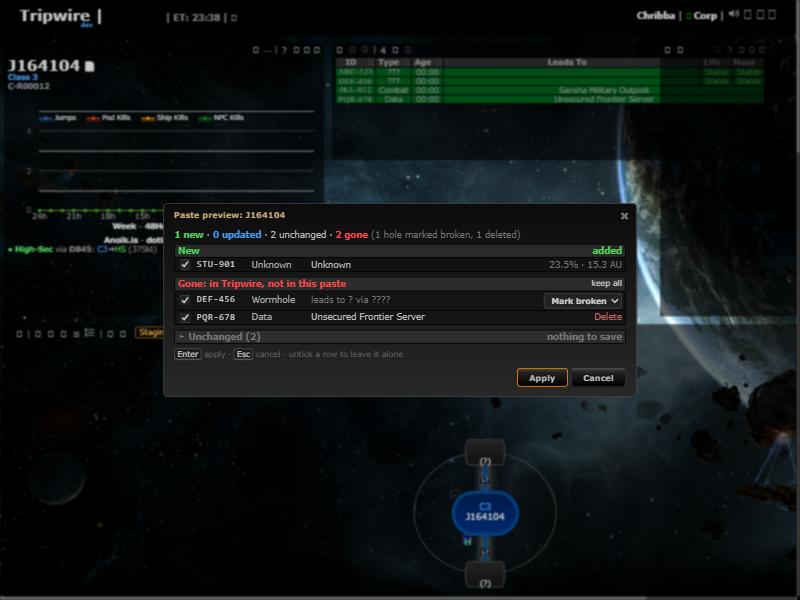 Tripwire |
dev
| ET: 23:38 |
Chribba | Corp |
J164104
Class 3
C-R00012
Jumps Pod Kills Ship Kills NPC Kills
4
2
0
24h 21h 18h 15h
Week - 48H
Anoik.is - dotl
High-Sec via D845: C3→HS (375kt)
... | ?
| 4
?
ID Type Age Leads To Life Mass
ABC-123 ??? 00:00 Stable Stable
DEF-456 ??? 00:00 Stable Stable
JKL-012 Combat 00:00 Sansha Military Outpost
PQR-678 Data 00:00 Unsecured Frontier Server
Paste preview: J164104
1 new · 0 updated · 2 unchanged · 2 gone (1 hole marked broken, 1 deleted)
New added
STU-901 Unknown Unknown 23.5% · 15.3 AU
Gone: in Tripwire, not in this paste keep all
DEF-456 Wormhole leads to ? via ???? Mark broken
PQR-678 Data Unsecured Frontier Server Delete
Unchanged (2) nothing to save
Enter apply · Esc cancel · untick a row to leave it alone
Apply Cancel
Stagin
(?)
C3
J164104
H
(?)